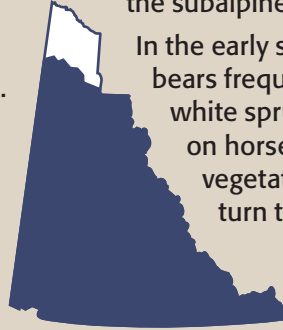 the subalpine
In the early s
.
bears frequ
white spr
on horse
vegetat
turn t